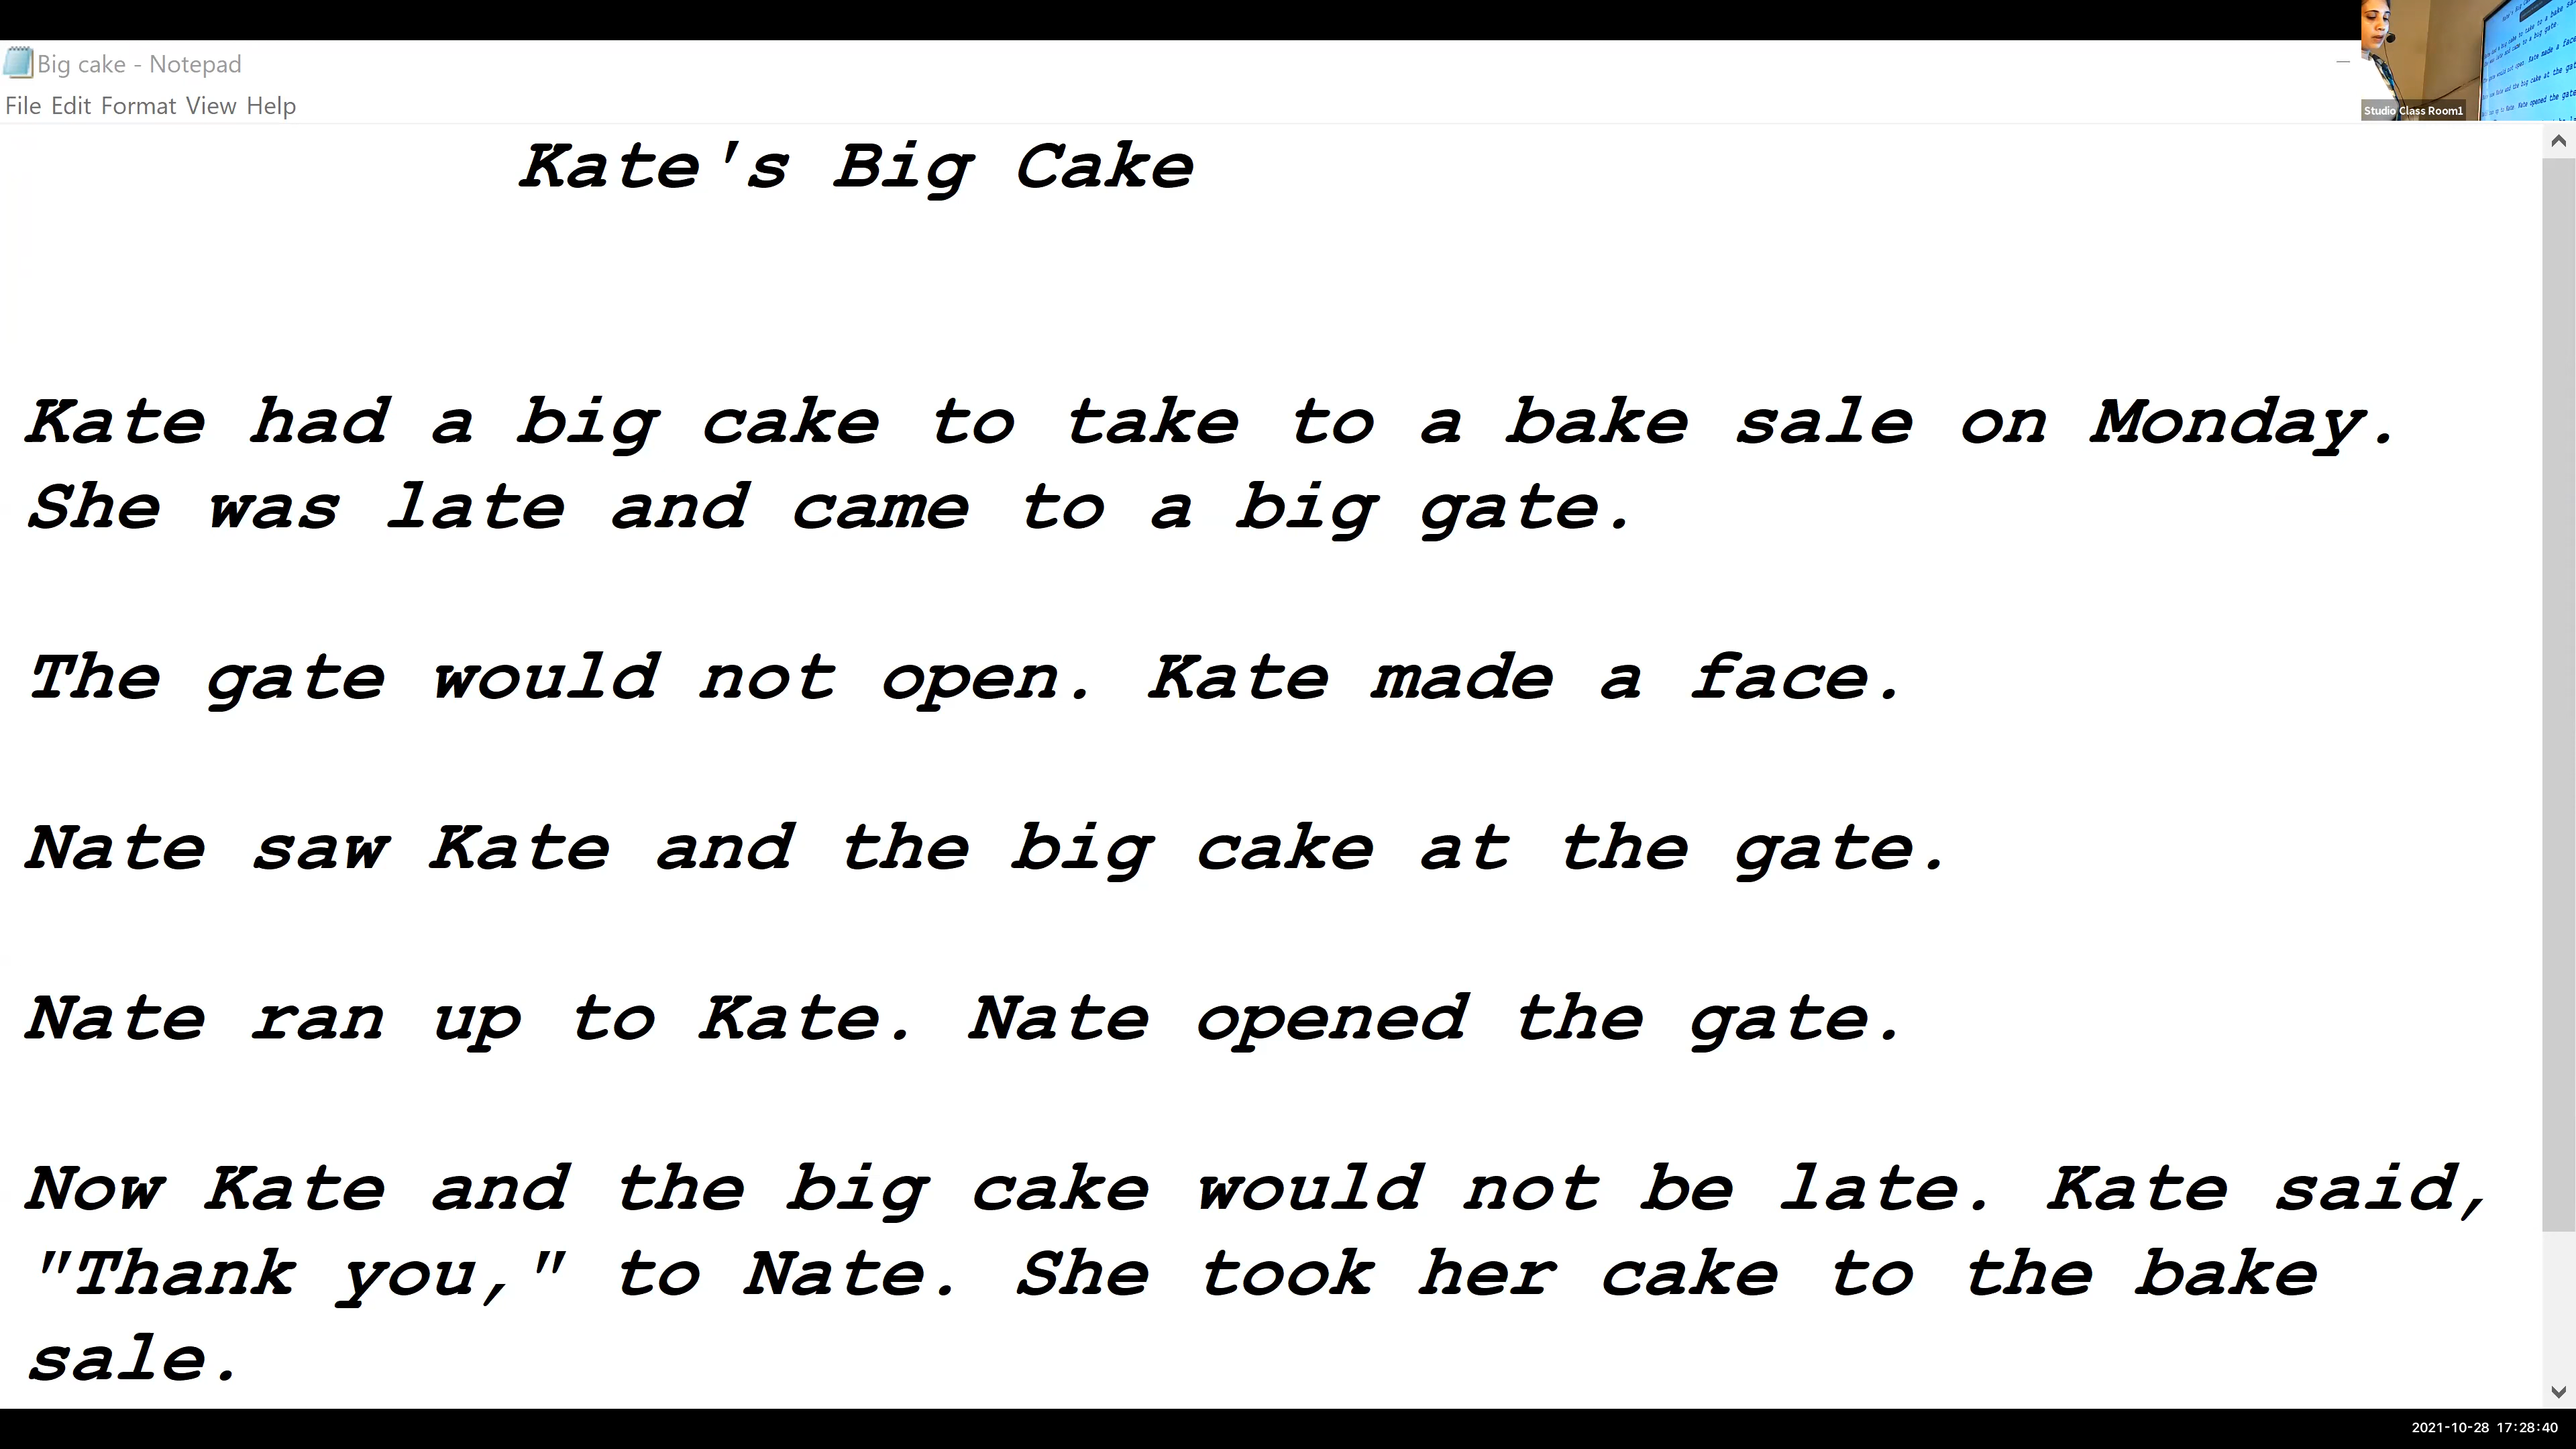 Big cake - Notepad
File Edit Format View Help
Studio Class Room1
Kate's Big Cake
Kate had a big cake to take to a bake sale on Monday.
She was late and came to a big gate.
The gate would not open. Kate made a face.
Nate saw Kate and the big cake at the gate.
Nate ran up to Kate. Nate opened the gate.
Now Kate and the big cake would not be late. Kate said,
"Thank you," to Nate. She took her cake to the bake
sale.
2021-10-28 17:28:40